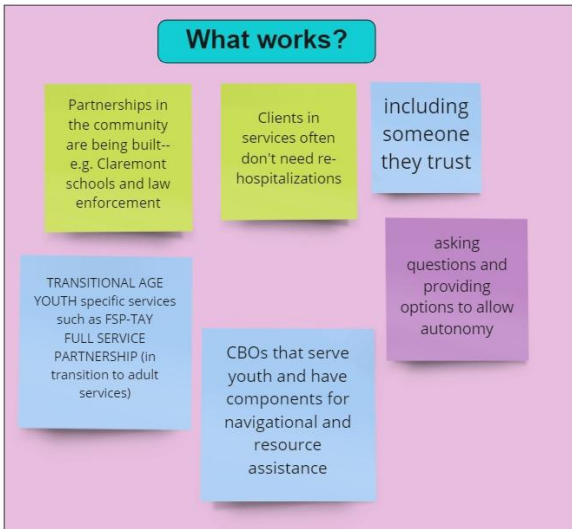 What works?
Partnerships in
the community
are being built--
e.g. Claremont
schools and law
enforcement
Clients in
services often
don't need re-
hospitalizations
including
someone
they trust
TRANSITIONAL AGE
YOUTH specific services
such as FSP-TAY
FULL SERVICE
PARTNERSHIP (in
transition to adult
services)
CBOs that serve
youth and have
components for
navigational and
resource
assistance
asking
questions and
providing
options to allow
autonomy